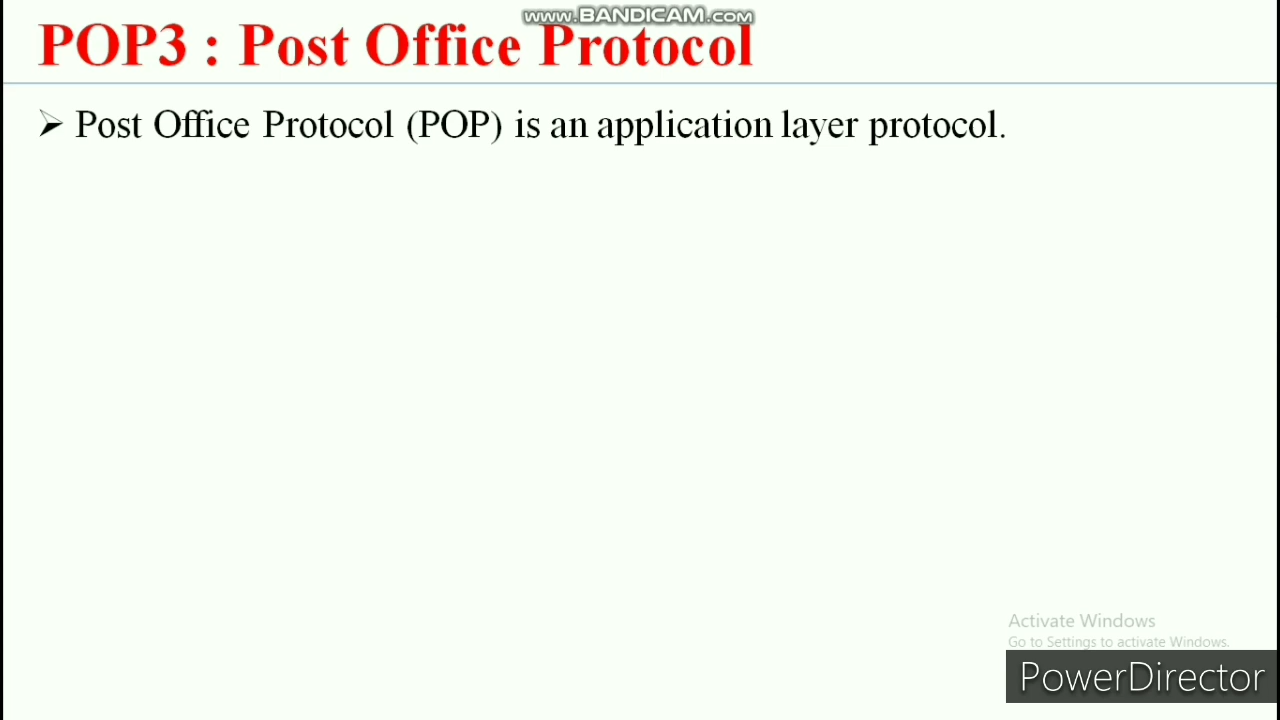 www.BANDICAM.com
POP3 : Post Office Protocol
➢ Post Office Protocol (POP) is an application layer protocol.
Activate Windows
Go to Settings to activate Windows.
PowerDirector